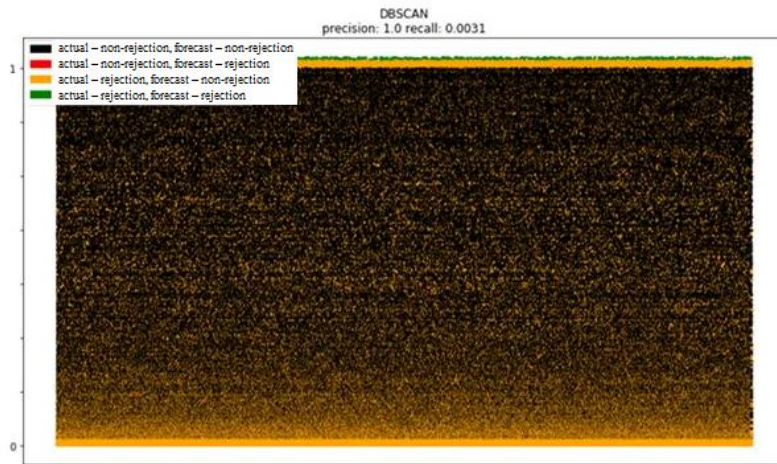 DBSCAN
precision: 1.0 recall: 0.0031
actual – non-rejection, forecast – non-rejection
1
actual – non-rejection, forecast – rejection
actual – rejection, forecast – non-rejection
actual – rejection, forecast – rejection
0